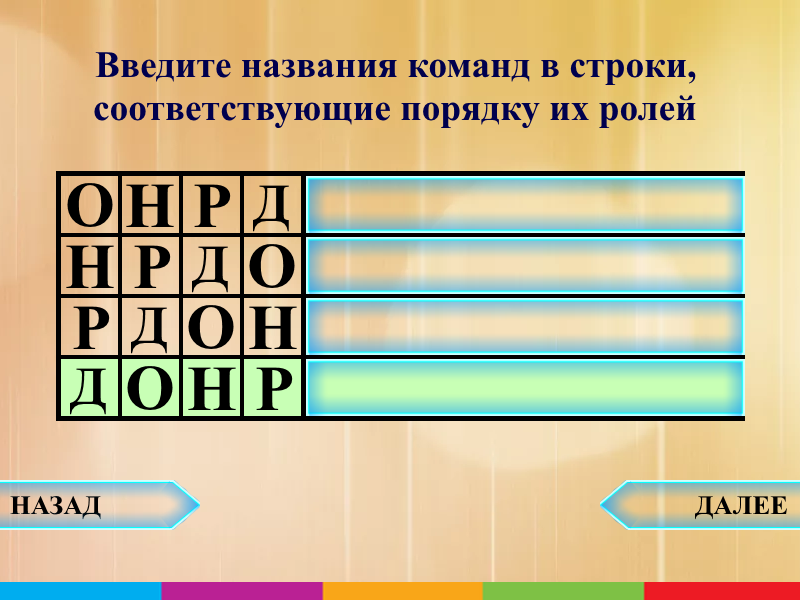 Введите названия команд в строки,
соответствующие порядку их ролей
О Н Р Д
Н Р Д О
Р Д О Н
Д О Н Р
НАЗАД
ДАЛЕЕ